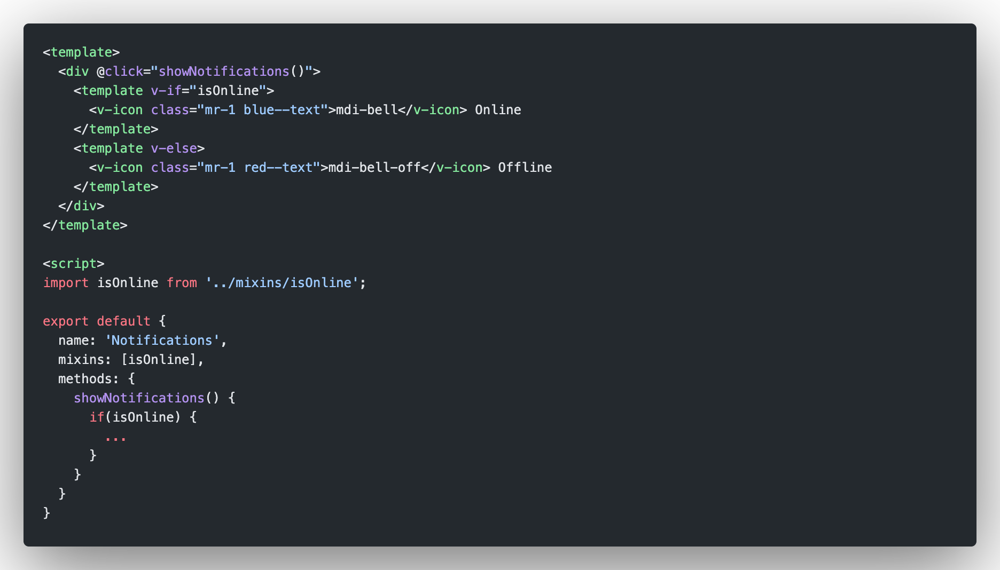 <template>
  <div @click="showNotifications()">
    <template v-if="isOnline">
      <v-icon class="mr-1 blue--text">mdi-bell</v-icon> Online
    </template>
    <template v-else>
      <v-icon class="mr-1 red--text">mdi-bell-off</v-icon> Offline
    </template>
  </div>
</template>

<script>
import isOnline from '../mixins/isOnline';

export default {
  name: 'Notifications',
  mixins: [isOnline],
  methods: {
    showNotifications() {
      if(isOnline) {
        ...
      }
    }
  }
}